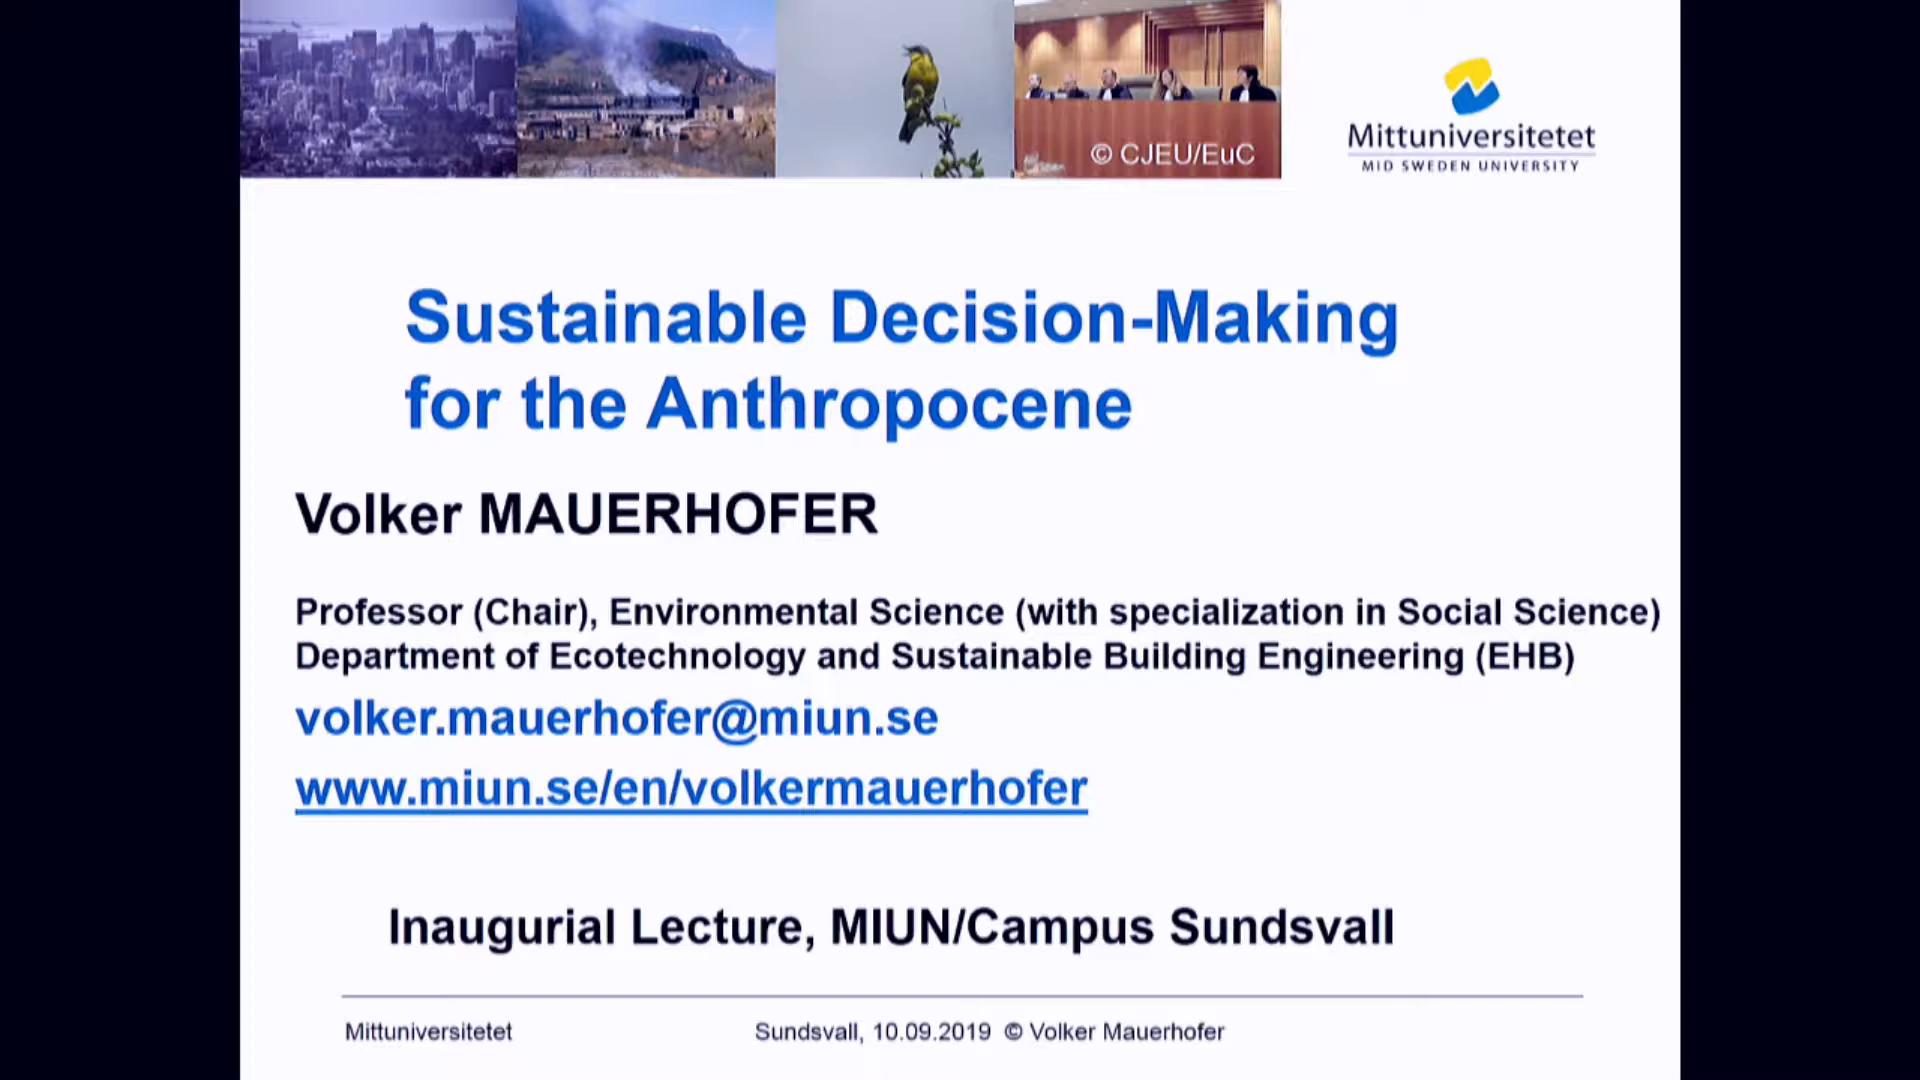 © CJEU/EuC
Mittuniversitetet
MID SWEDEN UNIVERSITY
Sustainable Decision-Making
for the Anthropocene
Volker MAUERHOFER
Professor (Chair), Environmental Science (with specialization in Social Science)
Department of Ecotechnology and Sustainable Building Engineering (EHB)
volker.mauerhofer@miun.se
www.miun.se/en/volkermauerhofer
Inaugurial Lecture, MIUN/Campus Sundsvall
Mittuniversitetet
Sundsvall, 10.09.2019 © Volker Mauerhofer